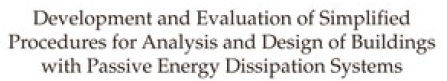 Development and Evaluation of Simplified
Procedures for Analysis and Design of Buildings
with Passive Energy Dissipation Systems